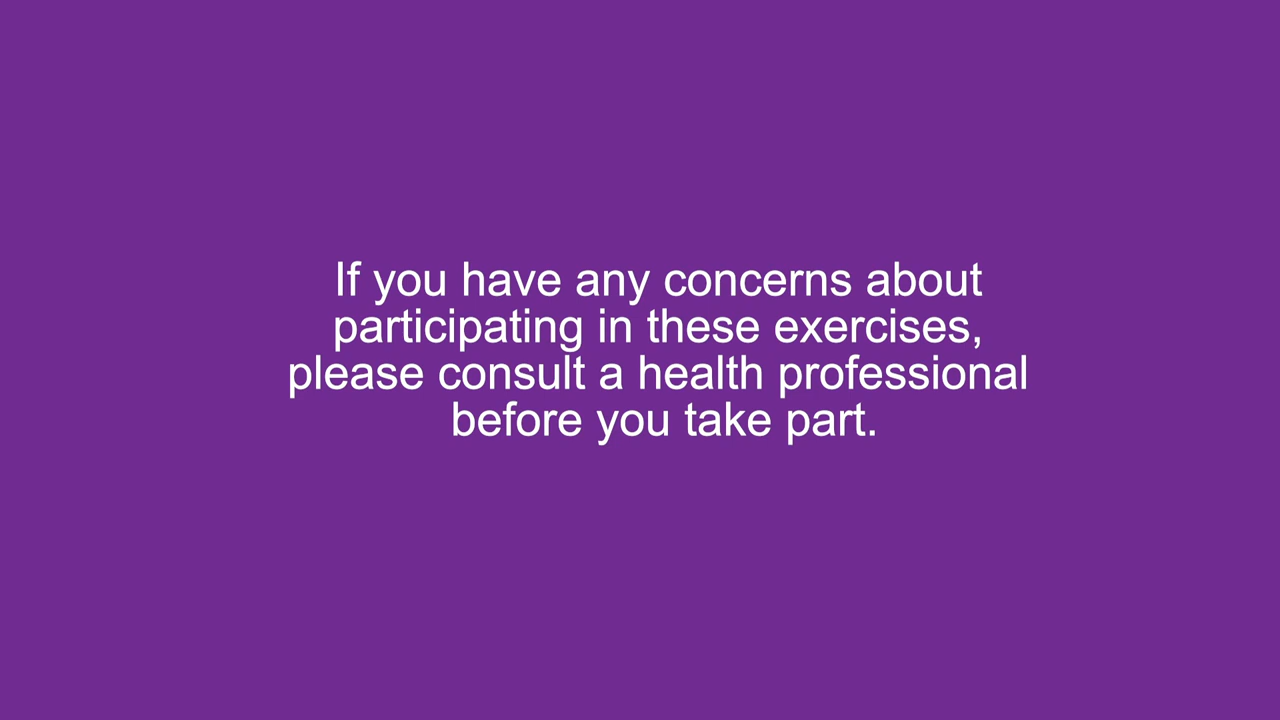 If you have any concerns about
participating in these exercises,
please consult a health professional
before you take part.